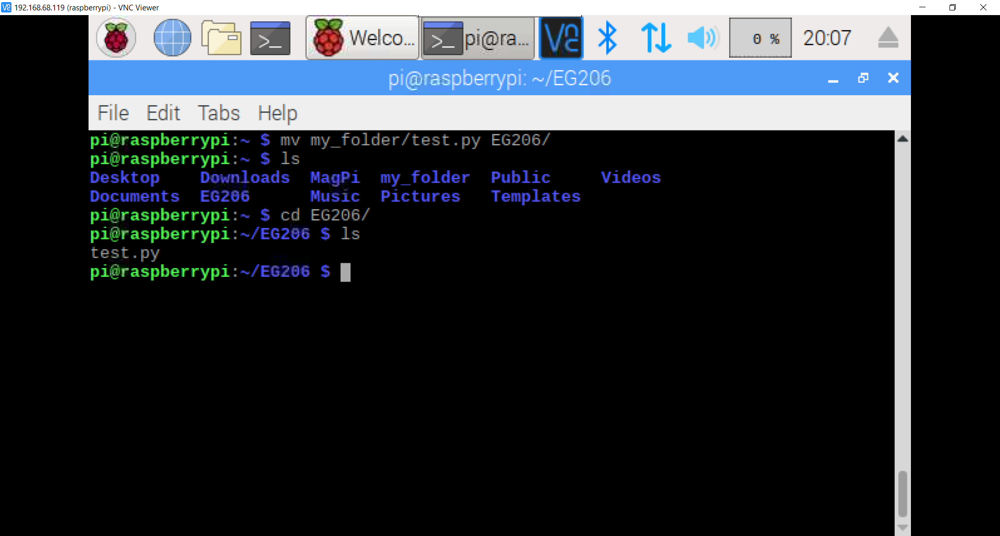 192.168.68.119 (raspberrypi) - VNC Viewer
Welco... pi@ra... 0 % 20:07
pi@raspberrypi: ~/EG206
File Edit Tabs Help
pi@raspberrypi:~ $ mv my_folder/test.py EG206/
pi@raspberrypi:~ $ ls
Desktop Downloads MagPi my_folder Public Videos
Documents EG206 Music Pictures Templates
pi@raspberrypi:~ $ cd EG206/
pi@raspberrypi:~/EG206 $ ls
test.py
pi@raspberrypi:~/EG206 $